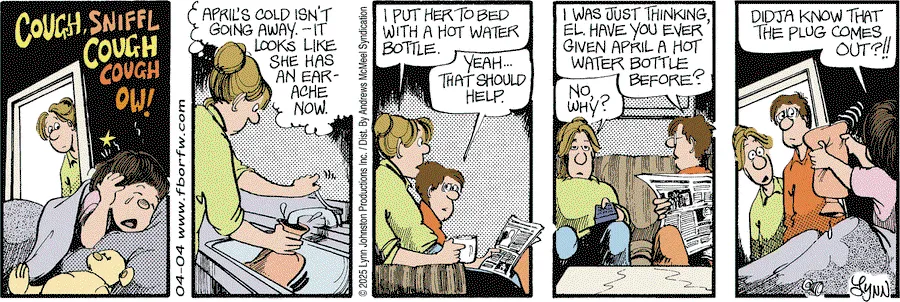 COUGH, SNIFFL
COUGH
COUGH
OW!
04-04 www.fborfw.com
APRIL'S COLD ISN'T
GOING AWAY. - IT
LOOKS LIKE
SHE HAS
AN EAR-
ACHE
NOW.
© 2025 Lynn Johnston Productions Inc. / Dist. By Andrews McMeel Syndication
I PUT HER TO BED
WITH A HOT WATER
BOTTLE.
YEAH...
THAT SHOULD
HELP.
I WAS JUST THINKING,
EL. HAVE YOU EVER
GIVEN APRIL A HOT
WATER BOTTLE
BEFORE?
NO,
WHY?
DIDJA KNOW THAT
THE PLUG COMES
OUT?!!
LYNN